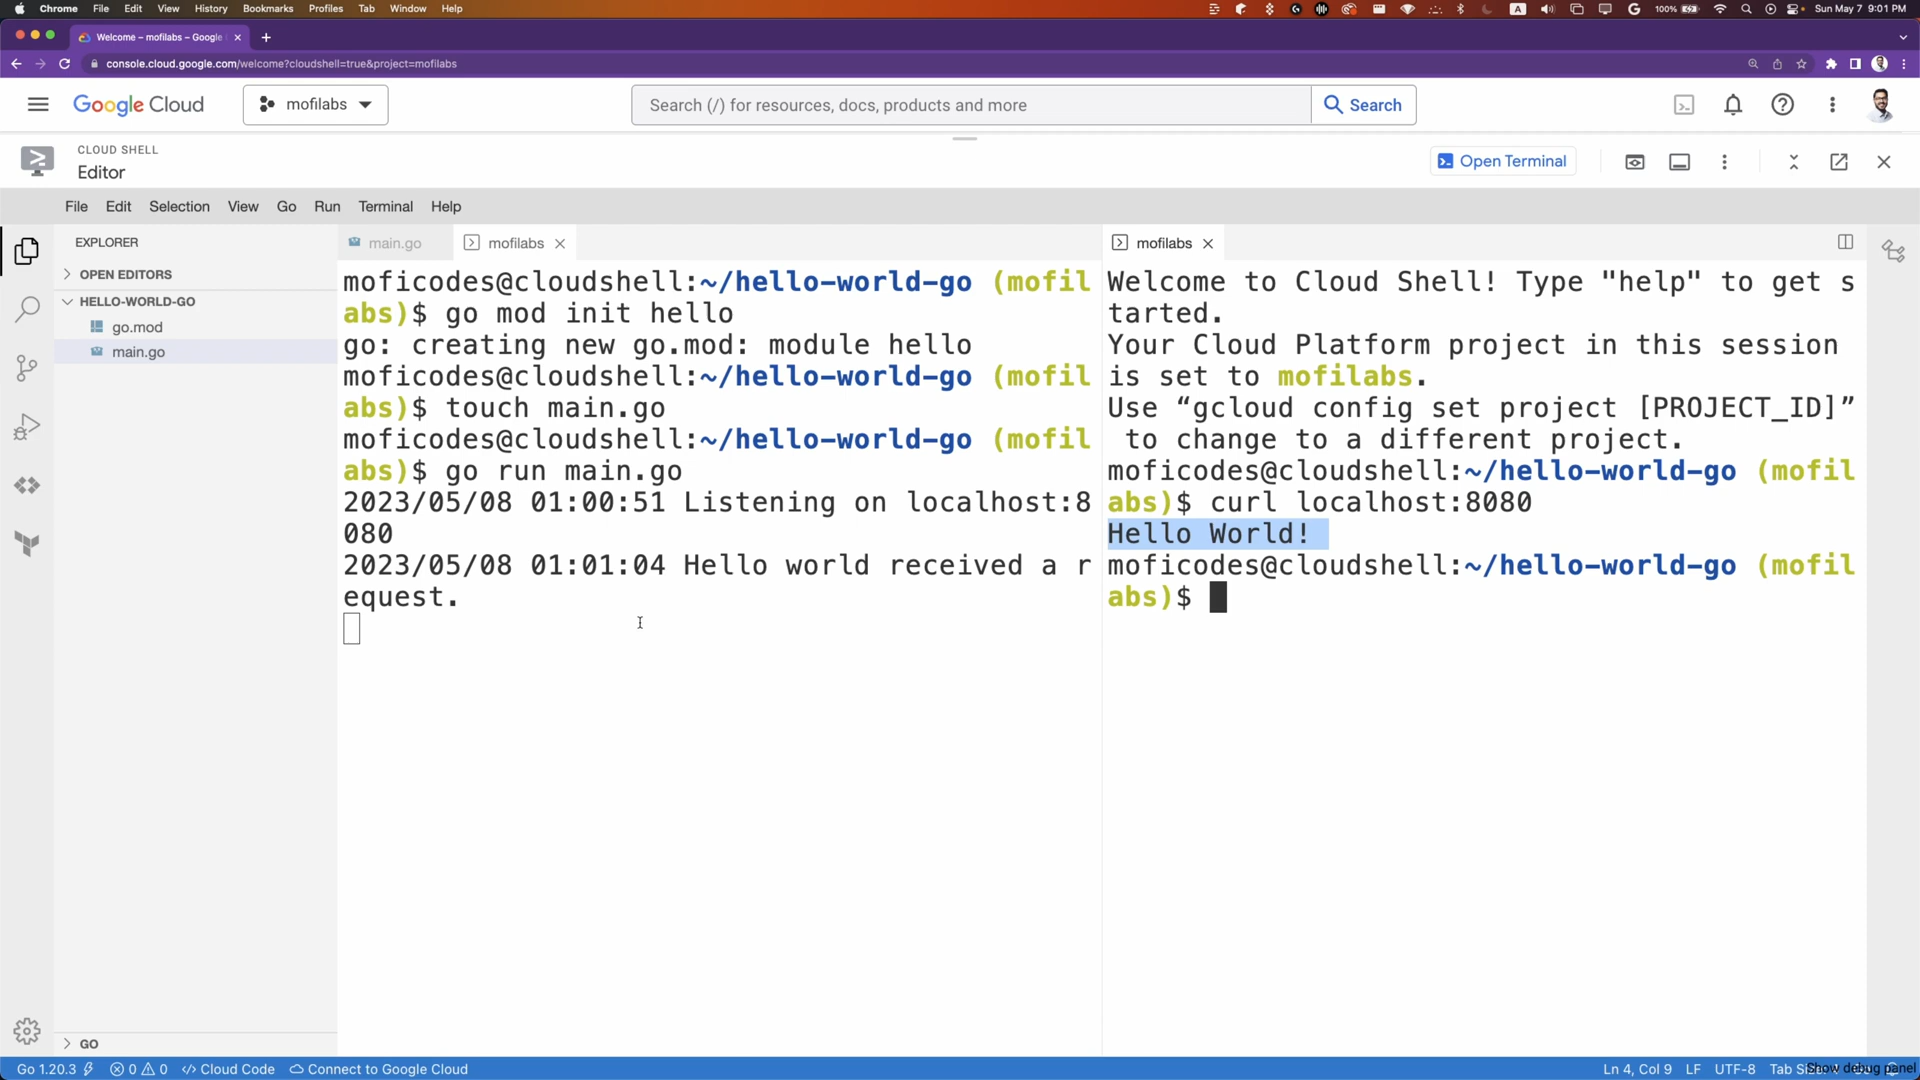 Chrome File Edit View History Bookmarks Profiles Tab Window Help
100% Sun May 7 9:01 PM
Welcome – mofilabs – Google
console.cloud.google.com/welcome?cloudshell=true&project=mofilabs
Google Cloud mofilabs Search (/) for resources, docs, products and more Search
CLOUD SHELL
Editor
Open Terminal
File Edit Selection View Go Run Terminal Help
EXPLORER
OPEN EDITORS
HELLO-WORLD-GO
go.mod
main.go
GO
main.go mofilabs
moficodes@cloudshell:~/hello-world-go (mofil
abs)$ go mod init hello
go: creating new go.mod: module hello
moficodes@cloudshell:~/hello-world-go (mofil
abs)$ touch main.go
moficodes@cloudshell:~/hello-world-go (mofil
abs)$ go run main.go
2023/05/08 01:00:51 Listening on localhost:8
080
2023/05/08 01:01:04 Hello world received a r
equest.
mofilabs
Welcome to Cloud Shell! Type "help" to get s
tarted.
Your Cloud Platform project in this session
is set to mofilabs.
Use “gcloud config set project [PROJECT_ID]”
to change to a different project.
moficodes@cloudshell:~/hello-world-go (mofil
abs)$ curl localhost:8080
Hello World!
moficodes@cloudshell:~/hello-world-go (mofil
abs)$
Go 1.20.3 0 0 </> Cloud Code Connect to Google Cloud
Ln 4, Col 9 LF UTF-8 Tab
Show debug panel